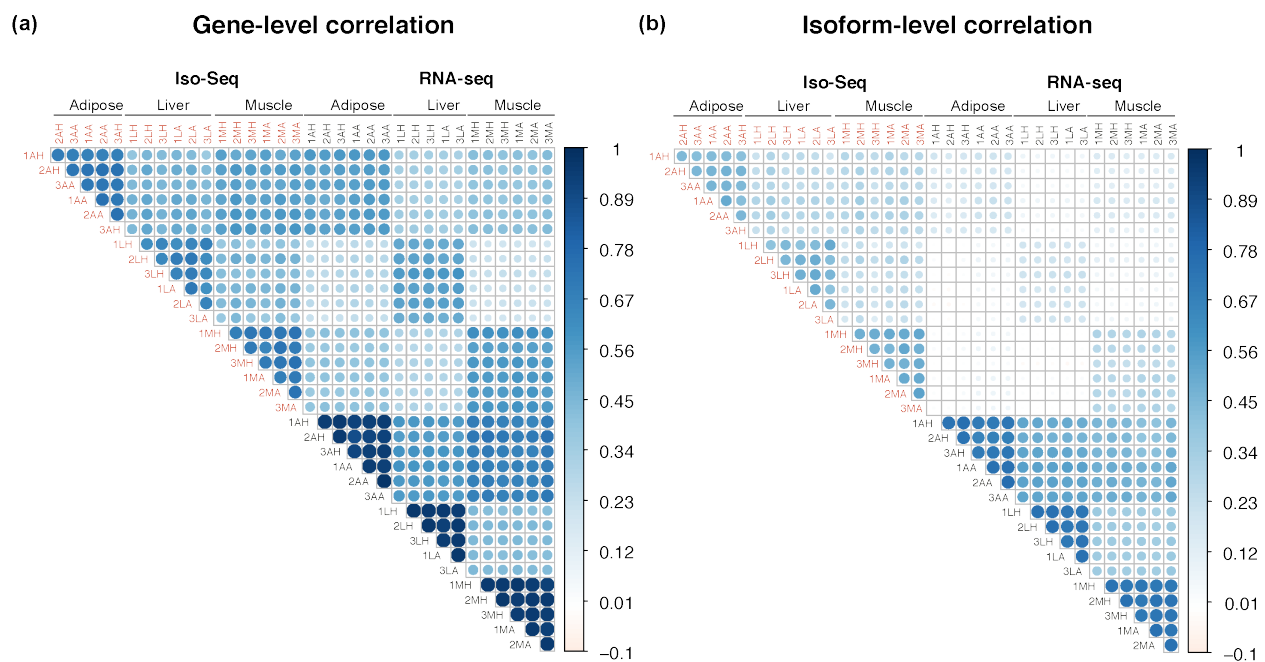 (a) Gene-level correlation
Iso-Seq RNA-seq
Adipose Liver Muscle Adipose Liver Muscle
2AH 3AA 1AA 2AA 3AH 1LH 2LH 3LH 1LA 2LA 3LA 1MH 2MH 3MH 1MA 2MA 3MA 1AH 2AH 3AH 1AA 2AA 3AA 1LH 2LH 3LH 1LA 3LA 1MH 2MH 3MH 1MA 2MA 3MA
1AH
2AH
3AA
1AA
2AA
3AH
1LH
2LH
3LH
1LA
2LA
3LA
1MH
2MH
3MH
1MA
2MA
3MA
1AH
2AH
3AH
1AA
2AA
3AA
1LH
2LH
3LH
1LA
3LA
1MH
2MH
3MH
1MA
2MA
1
0.89
0.78
0.67
0.56
0.45
0.34
0.23
0.12
0.01
−0.1
(b) Isoform-level correlation
Iso-Seq RNA-seq
Adipose Liver Muscle Adipose Liver Muscle
2AH 3AA 1AA 2AA 3AH 1LH 2LH 3LH 1LA 2LA 3LA 1MH 2MH 3MH 1MA 2MA 3MA 1AH 2AH 3AH 1AA 2AA 3AA 1LH 2LH 3LH 1LA 3LA 1MH 2MH 3MH 1MA 2MA 3MA
1AH
2AH
3AA
1AA
2AA
3AH
1LH
2LH
3LH
1LA
2LA
3LA
1MH
2MH
3MH
1MA
2MA
3MA
1AH
2AH
3AH
1AA
2AA
3AA
1LH
2LH
3LH
1LA
3LA
1MH
2MH
3MH
1MA
2MA
1
0.89
0.78
0.67
0.56
0.45
0.34
0.23
0.12
0.01
−0.1